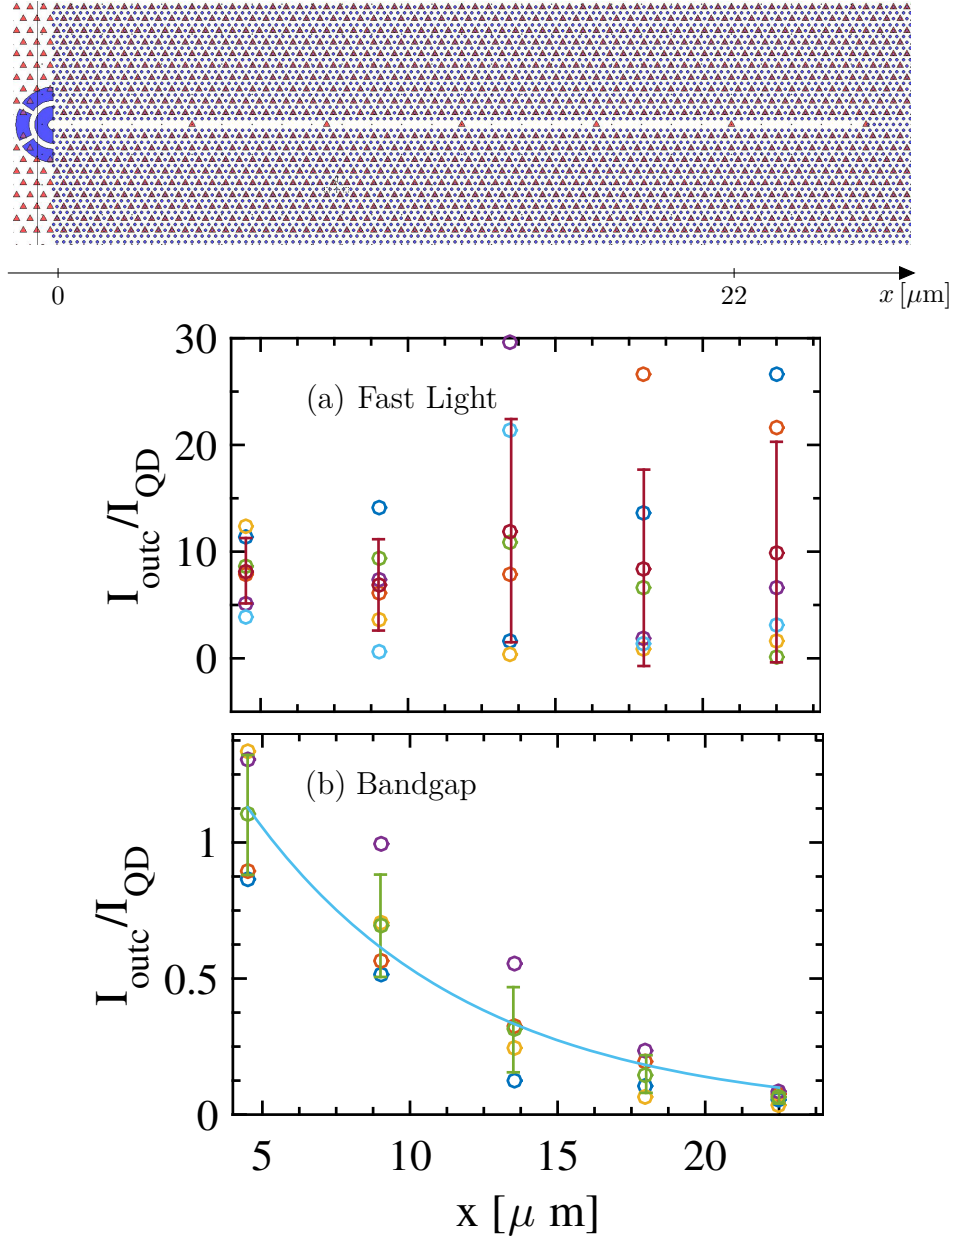 0
22
x [μm]
30
(a) Fast Light
20
10
0
I_outc/I_QD
(b) Bandgap
1
0.5
0
I_outc/I_QD
5
10
15
20
x [μ m]